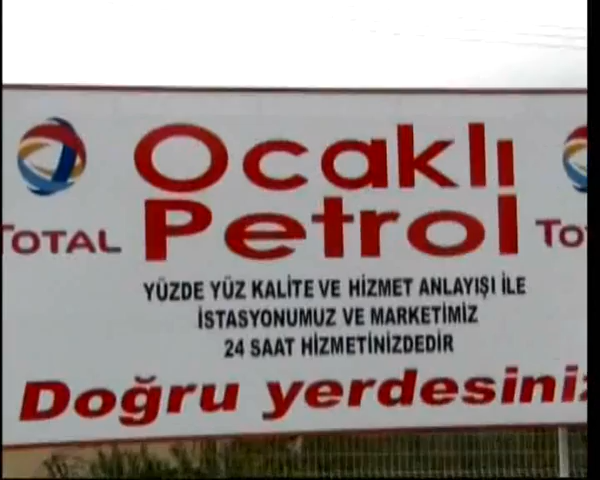 Ocaklı
Petrol
TOTAL
YÜZDE YÜZ KALİTE VE HİZMET ANLAYIŞI İLE
İSTASYONUMUZ VE MARKETİMİZ
24 SAAT HİZMETİNİZDEDİR
Doğru yerdesiniz